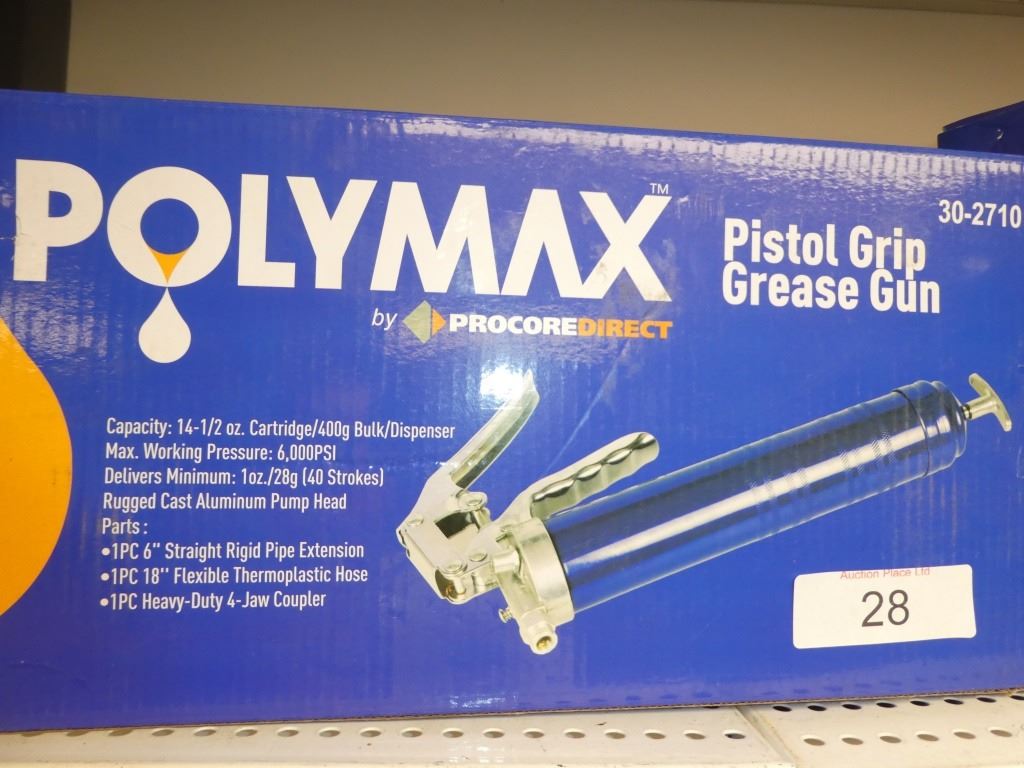 POLYMAX™
by PROCOREDIRECT
Pistol Grip
Grease Gun
30-2710
Capacity: 14-1/2 oz. Cartridge/400g Bulk/Dispenser
Max. Working Pressure: 6,000PSI
Delivers Minimum: 1oz./28g (40 Strokes)
Rugged Cast Aluminum Pump Head
Parts :
•1PC 6" Straight Rigid Pipe Extension
•1PC 18'' Flexible Thermoplastic Hose
•1PC Heavy-Duty 4-Jaw Coupler
Auction Place Ltd
28